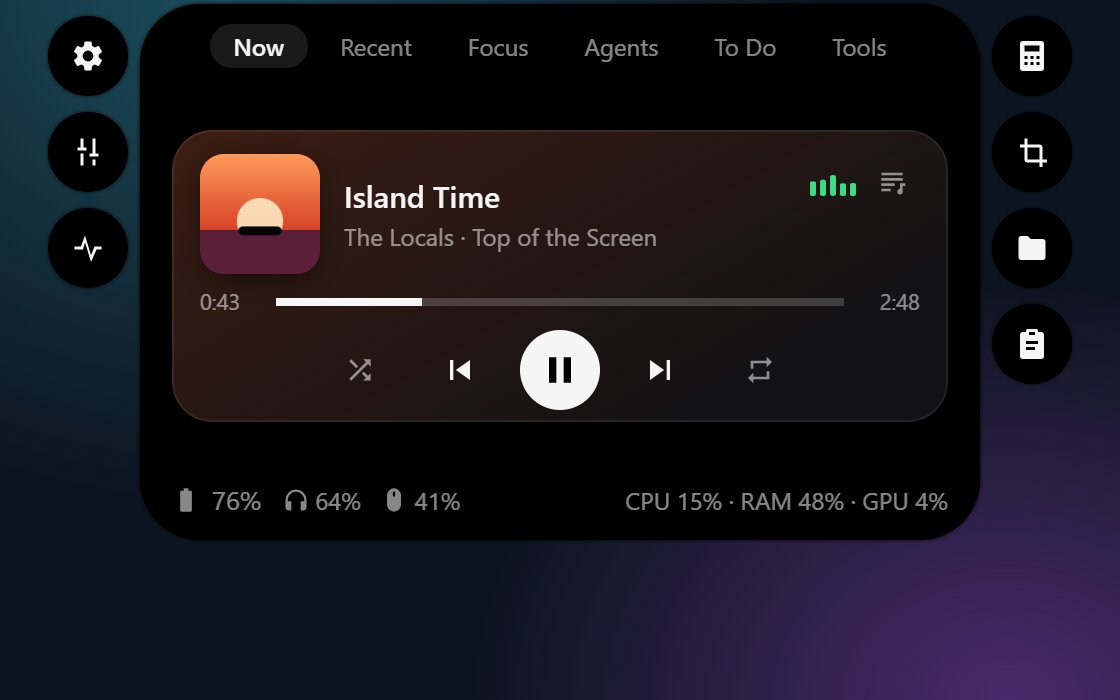 Now Recent Focus Agents To Do Tools
Island Time
The Locals · Top of the Screen
0:43 2:48
76% 64% 41% CPU 15% · RAM 48% · GPU 4%